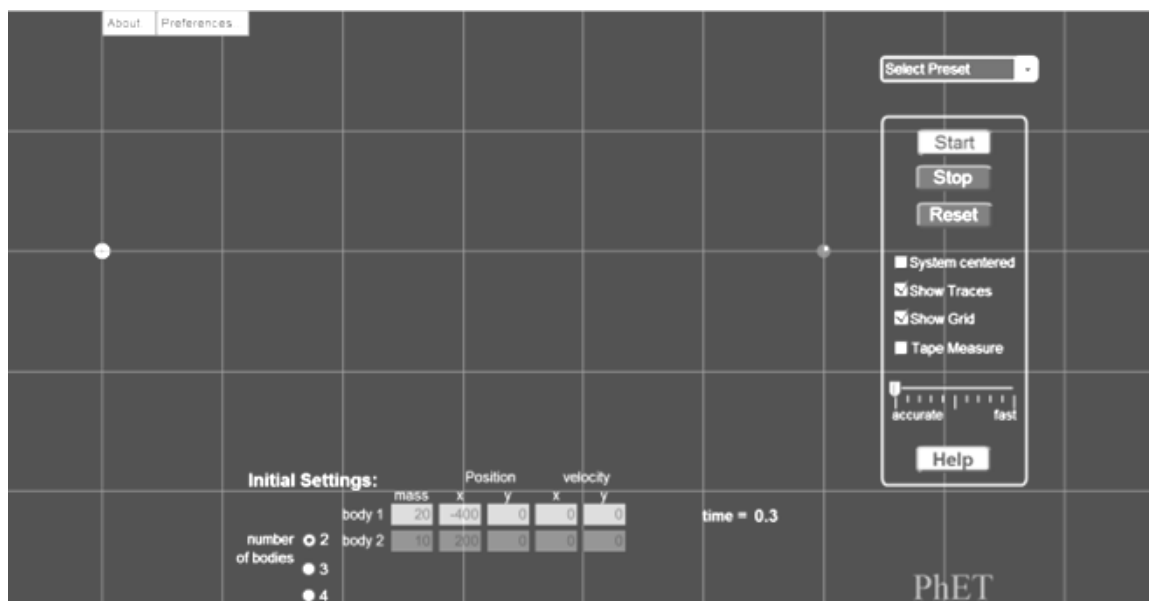 About Preferences
Select Preset
Start
Stop
Reset
System centered
Show Traces
Show Grid
Tape Measure
accurate fast
Help
Initial Settings: Position velocity
mass x y x y
body 1 20 -400 0 0 0
time = 0.3
number of bodies
2 body 2 10 200 0 0 0
3
4
PhET